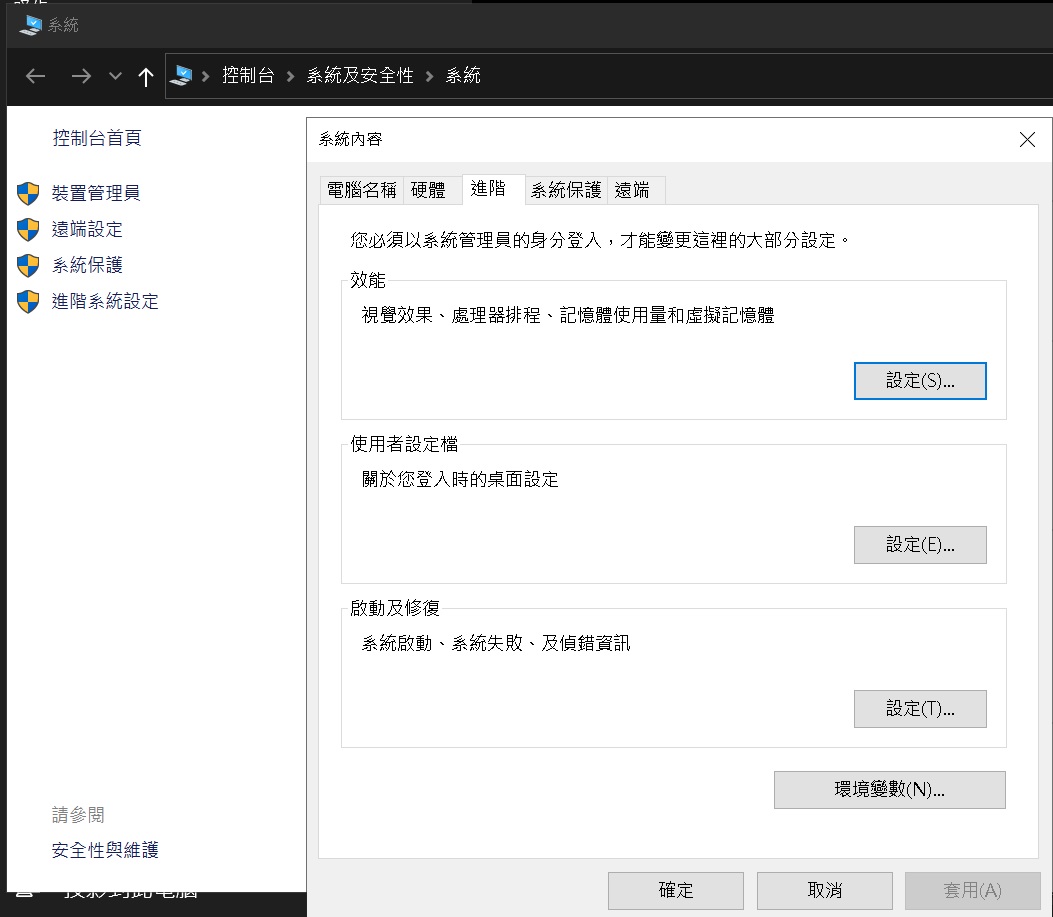 系統
控制台 系統及安全性 系統
控制台首頁
裝置管理員
遠端設定
系統保護
進階系統設定
系統內容
電腦名稱 硬體 進階 系統保護 遠端
您必須以系統管理員的身分登入，才能變更這裡的大部分設定。
效能
視覺效果、處理器排程、記憶體使用量和虛擬記憶體
設定(S)...
使用者設定檔
關於您登入時的桌面設定
設定(E)...
啟動及修復
系統啟動、系統失敗、及偵錯資訊
設定(T)...
環境變數(N)...
請參閱
安全性與維護
確定 取消 套用(A)
投影到此電腦